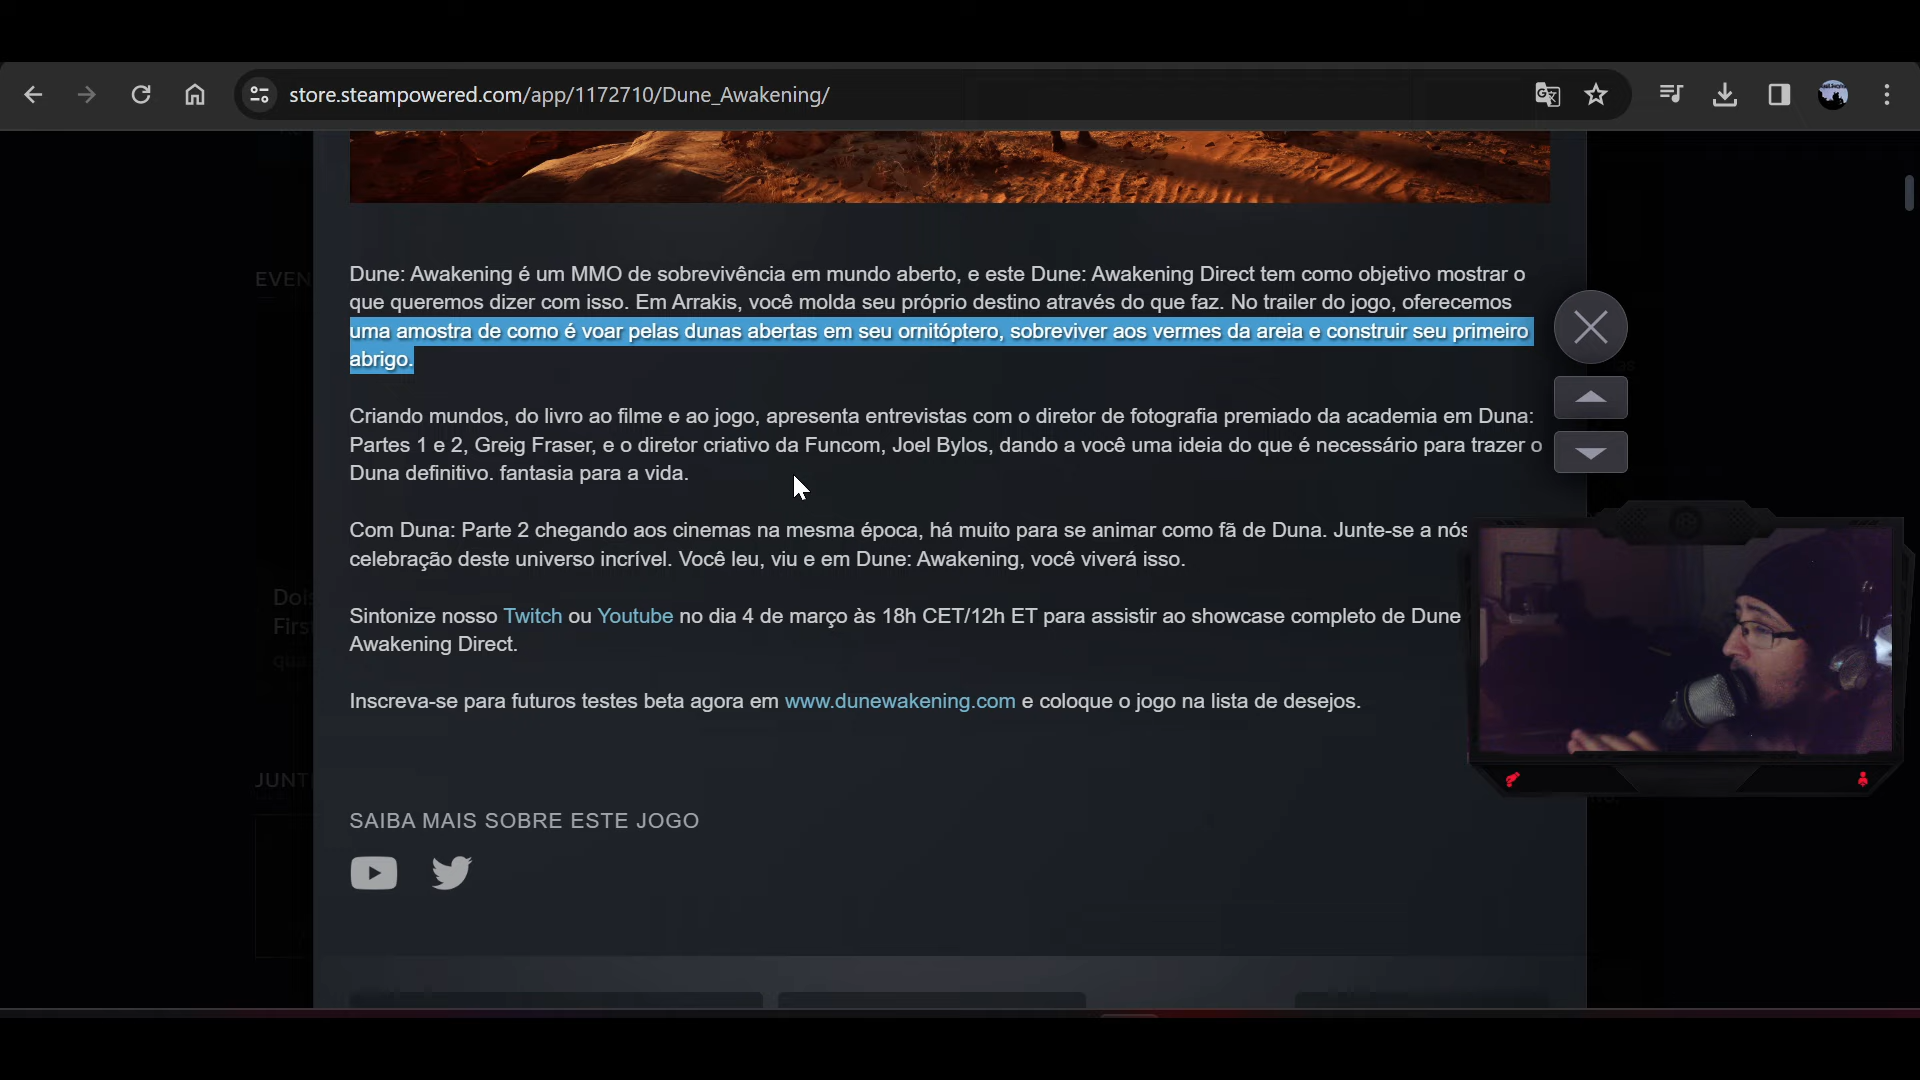 store.steampowered.com/app/1172710/Dune_Awakening/
EVEN
Dune: Awakening é um MMO de sobrevivência em mundo aberto, e este Dune: Awakening Direct tem como objetivo mostrar o
que queremos dizer com isso. Em Arrakis, você molda seu próprio destino através do que faz. No trailer do jogo, oferecemos
uma amostra de como é voar pelas dunas abertas em seu ornitóptero, sobreviver aos vermes da areia e construir seu primeiro
abrigo.
Criando mundos, do livro ao filme e ao jogo, apresenta entrevistas com o diretor de fotografia premiado da academia em Duna:
Partes 1 e 2, Greig Fraser, e o diretor criativo da Funcom, Joel Bylos, dando a você uma ideia do que é necessário para trazer o
Duna definitivo. fantasia para a vida.
Com Duna: Parte 2 chegando aos cinemas na mesma época, há muito para se animar como fã de Duna. Junte-se a nós
celebração deste universo incrível. Você leu, viu e em Dune: Awakening, você viverá isso.
Sintonize nosso Twitch ou Youtube no dia 4 de março às 18h CET/12h ET para assistir ao showcase completo de Dune
Awakening Direct.
Inscreva-se para futuros testes beta agora em www.dunewakening.com e coloque o jogo na lista de desejos.
Dois
First
qua
JUNT
SAIBA MAIS SOBRE ESTE JOGO